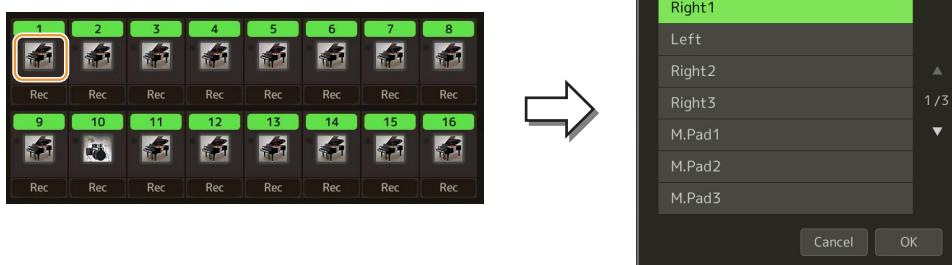 1 2 3 4 5 6 7 8
Rec Rec Rec Rec Rec Rec Rec Rec
9 10 11 12 13 14 15 16
Rec Rec Rec Rec Rec Rec Rec Rec
Right1
Left
Right2
Right3
1/3
M.Pad1
M.Pad2
M.Pad3
Cancel OK